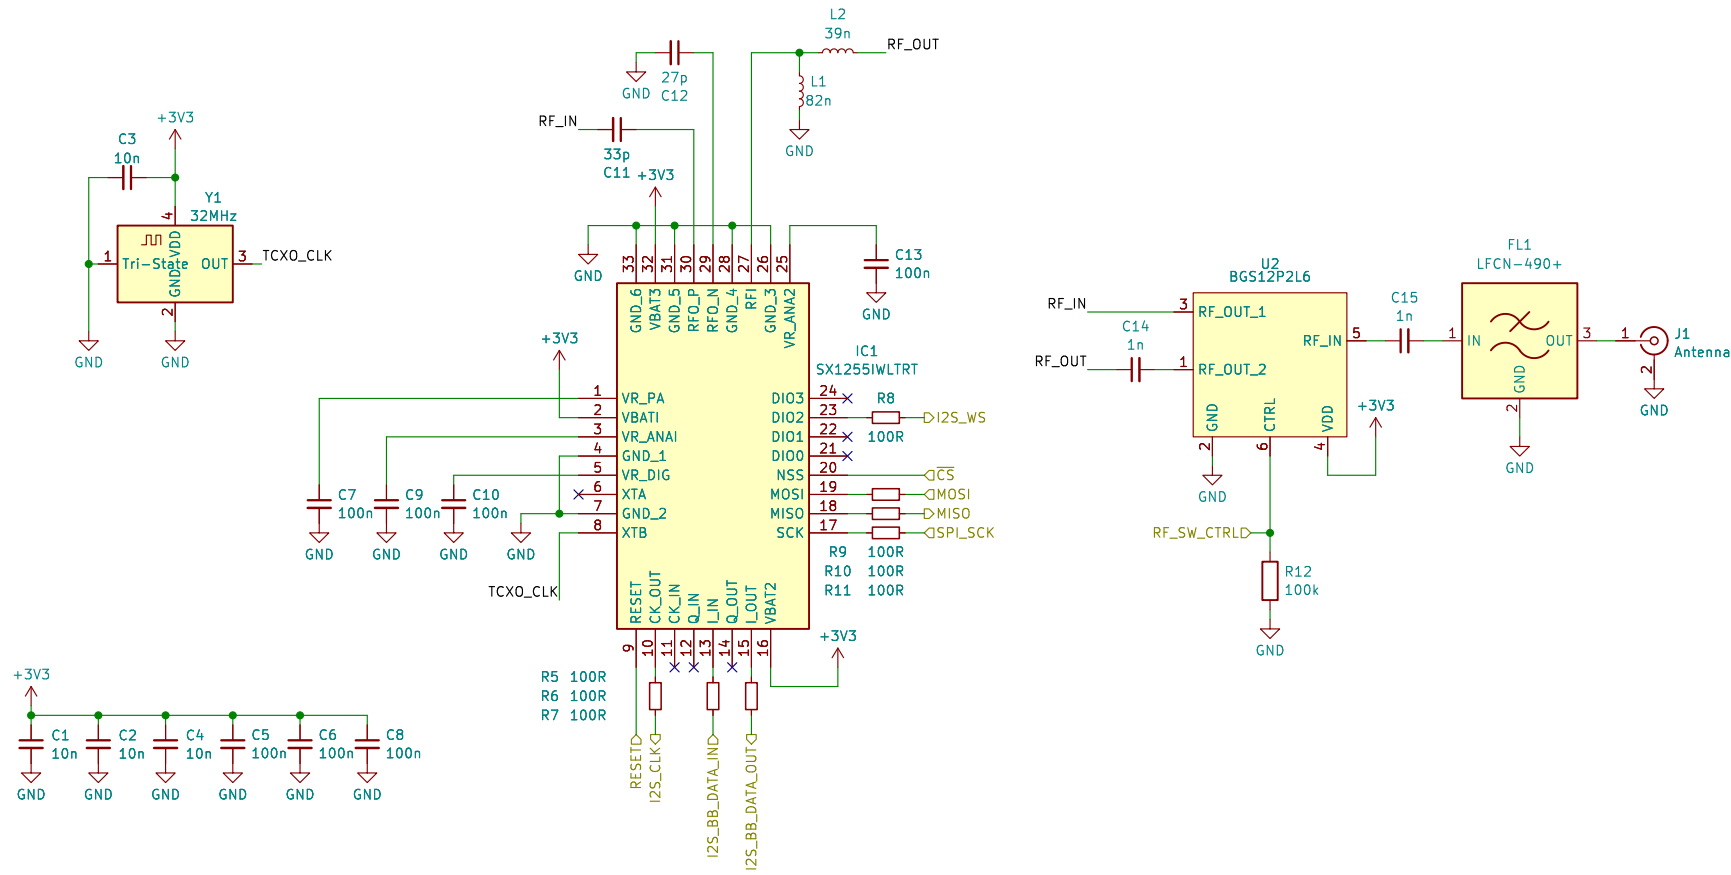 L2
39n
RF_OUT
L1
82n
GND
27p
C12
GND
RF_IN
33p
C11
+3V3
GND
+3V3
C3
10n
Y1
32MHz
4
VDD
1
Tri-State
OUT
3
TCXO_CLK
GND
2
GND
GND
C13
100n
GND
33
32
31
30
29
28
27
26
25
GND_6
VBAT3
GND_5
RFO_P
RFO_N
GND_4
RFI
GND_3
VR_ANA2
IC1
SX1255IWLTRT
+3V3
1
VR_PA
2
VBATI
3
VR_ANAI
4
GND_1
5
VR_DIG
6
XTA
7
GND_2
8
XTB
DIO3
24
DIO2
23
DIO1
22
DIO0
21
NSS
20
MOSI
19
MISO
18
SCK
17
R8
100R
I2S_WS
CS
MOSI
MISO
SPI_SCK
R9 100R
R10 100R
R11 100R
C7
100n
GND
C9
100n
GND
C10
100n
GND
GND
TCXO_CLK
RESET
CK_OUT
CK_IN
Q_IN
I_IN
Q_OUT
I_OUT
VBAT2
9
10
11
12
13
14
15
16
+3V3
R5 100R
R6 100R
R7 100R
RESET
I2S_CLK
I2S_BB_DATA_IN
I2S_BB_DATA_OUT
+3V3
C1
10n
GND
C2
10n
GND
C4
10n
GND
C5
100n
GND
C6
100n
GND
C8
100n
GND
U2
BGS12P2L6
RF_IN
3
RF_OUT_1
RF_OUT
C14
1n
1
RF_OUT_2
RF_IN
5
GND
CTRL
VDD
2
6
4
GND
+3V3
RF_SW_CTRL
R12
100k
GND
C15
1n
FL1
LFCN-490+
1
IN
OUT
3
GND
2
GND
1
J1
Antenna
2
GND